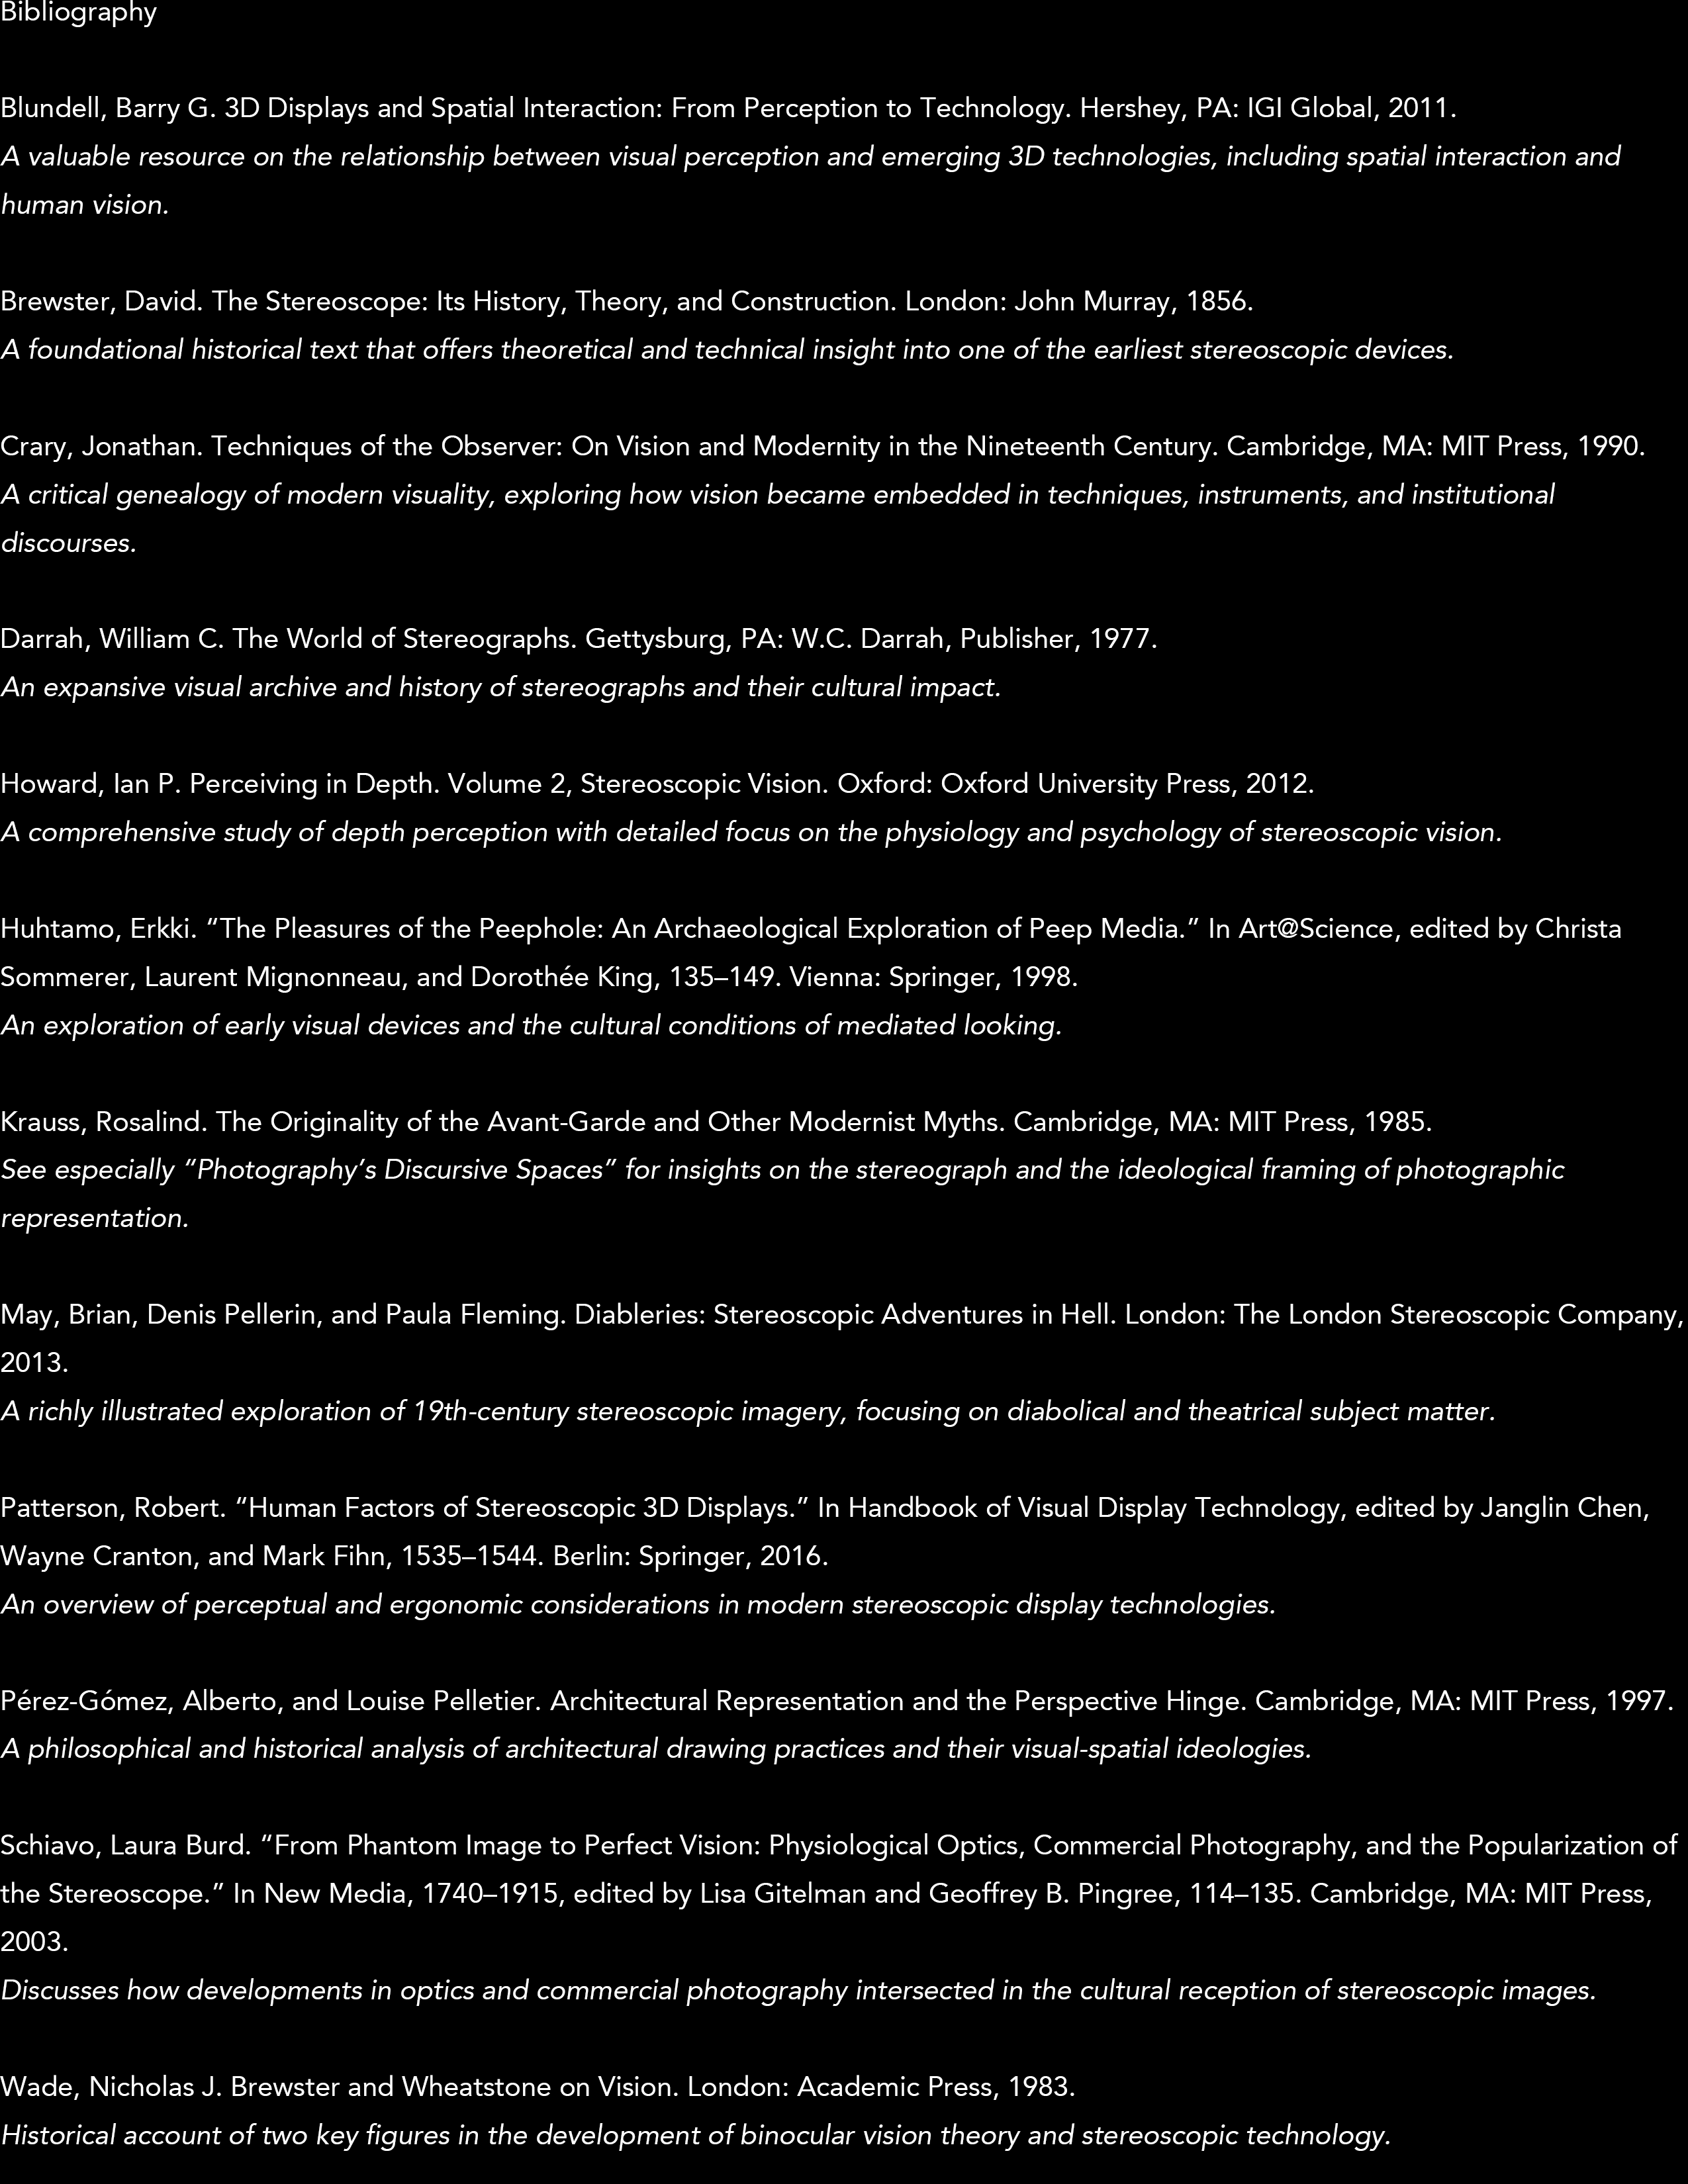 Bibliography
Blundell, Barry G. 3D Displays and Spatial Interaction: From Perception to Technology. Hershey, PA: IGI Global, 2011.
A valuable resource on the relationship between visual perception and emerging 3D technologies, including spatial interaction and
human vision.
Brewster, David. The Stereoscope: Its History, Theory, and Construction. London: John Murray, 1856.
A foundational historical text that offers theoretical and technical insight into one of the earliest stereoscopic devices.
Crary, Jonathan. Techniques of the Observer: On Vision and Modernity in the Nineteenth Century. Cambridge, MA: MIT Press, 1990.
A critical genealogy of modern visuality, exploring how vision became embedded in techniques, instruments, and institutional
discourses.
Darrah, William C. The World of Stereographs. Gettysburg, PA: W.C. Darrah, Publisher, 1977.
An expansive visual archive and history of stereographs and their cultural impact.
Howard, Ian P. Perceiving in Depth. Volume 2, Stereoscopic Vision. Oxford: Oxford University Press, 2012.
A comprehensive study of depth perception with detailed focus on the physiology and psychology of stereoscopic vision.
Huhtamo, Erkki. “The Pleasures of the Peephole: An Archaeological Exploration of Peep Media.” In Art@Science, edited by Christa
Sommerer, Laurent Mignonneau, and Dorothée King, 135–149. Vienna: Springer, 1998.
An exploration of early visual devices and the cultural conditions of mediated looking.
Krauss, Rosalind. The Originality of the Avant-Garde and Other Modernist Myths. Cambridge, MA: MIT Press, 1985.
See especially “Photography’s Discursive Spaces” for insights on the stereograph and the ideological framing of photographic
representation.
May, Brian, Denis Pellerin, and Paula Fleming. Diableries: Stereoscopic Adventures in Hell. London: The London Stereoscopic Company,
2013.
A richly illustrated exploration of 19th-century stereoscopic imagery, focusing on diabolical and theatrical subject matter.
Patterson, Robert. “Human Factors of Stereoscopic 3D Displays.” In Handbook of Visual Display Technology, edited by Janglin Chen,
Wayne Cranton, and Mark Fihn, 1535–1544. Berlin: Springer, 2016.
An overview of perceptual and ergonomic considerations in modern stereoscopic display technologies.
Pérez-Gómez, Alberto, and Louise Pelletier. Architectural Representation and the Perspective Hinge. Cambridge, MA: MIT Press, 1997.
A philosophical and historical analysis of architectural drawing practices and their visual-spatial ideologies.
Schiavo, Laura Burd. “From Phantom Image to Perfect Vision: Physiological Optics, Commercial Photography, and the Popularization of
the Stereoscope.” In New Media, 1740–1915, edited by Lisa Gitelman and Geoffrey B. Pingree, 114–135. Cambridge, MA: MIT Press,
2003.
Discusses how developments in optics and commercial photography intersected in the cultural reception of stereoscopic images.
Wade, Nicholas J. Brewster and Wheatstone on Vision. London: Academic Press, 1983.
Historical account of two key figures in the development of binocular vision theory and stereoscopic technology.